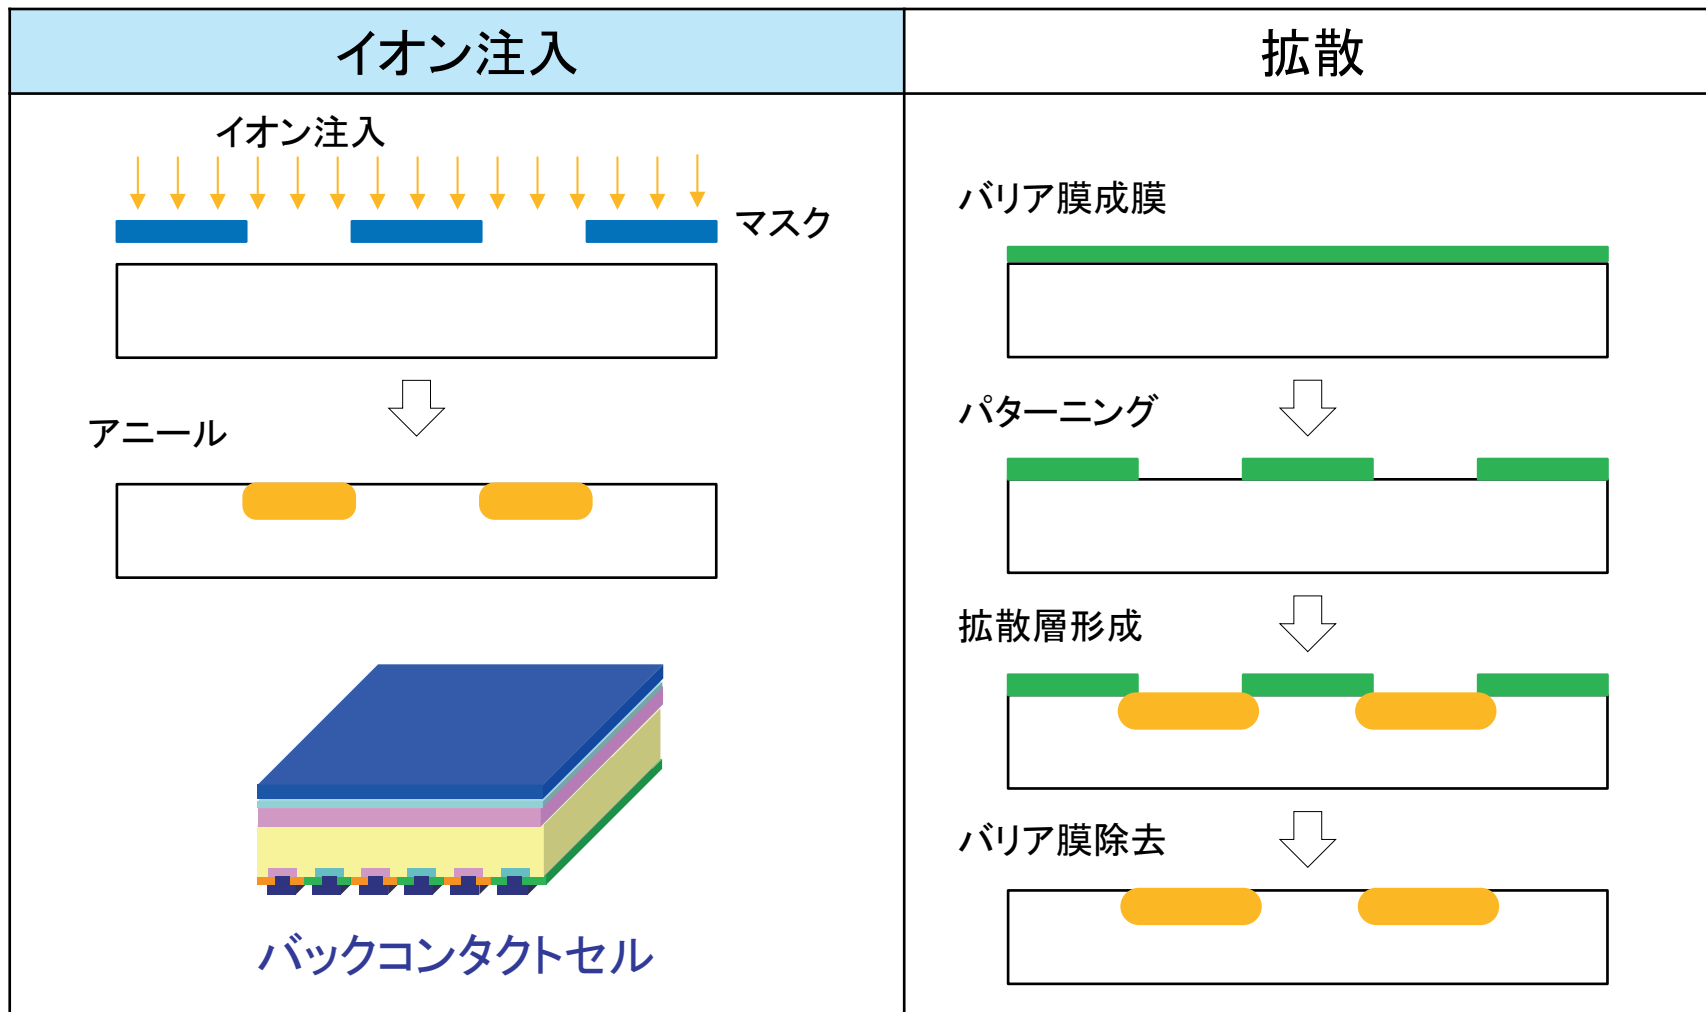 イオン注入
拡散
イオン注入
マスク
アニール
バックコンタクトセル
バリア膜成膜
パターニング
拡散層形成
バリア膜除去